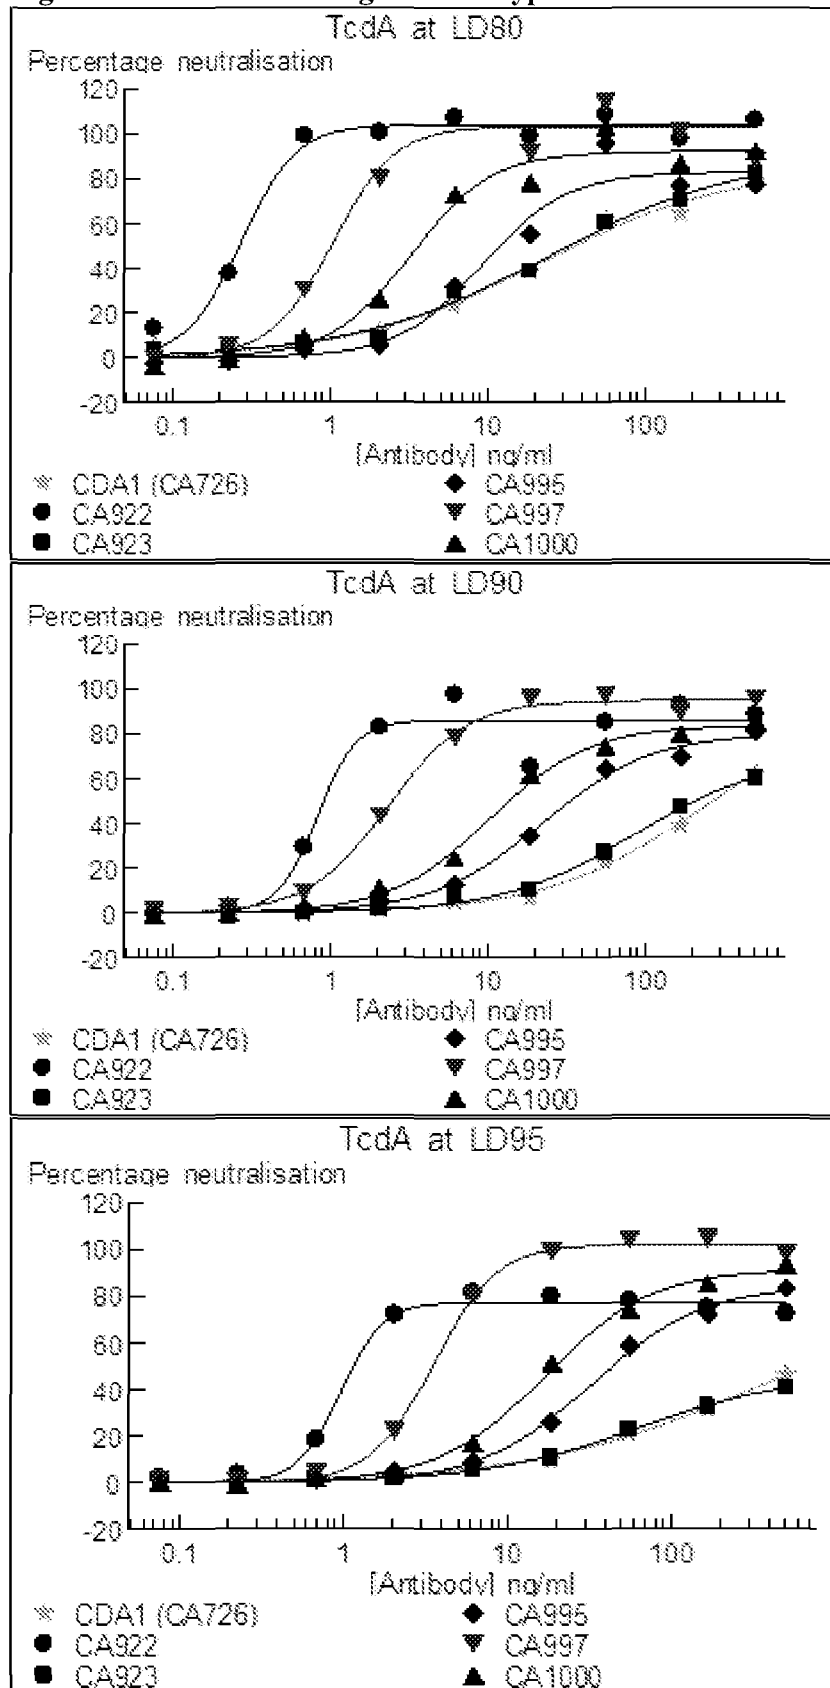 TcdA at LD80
Percentage neutralisation
120
100
80
60
40
20
0
-20
0.1 1 10 100
[Antibody] ng/ml
CDA1 (CA726) CA995
CA922 CA997
CA923 CA1000
TcdA at LD90
Percentage neutralisation
120
100
80
60
40
20
0
-20
0.1 1 10 100
[Antibody] ng/ml
CDA1 (CA726) CA995
CA922 CA997
CA923 CA1000
TcdA at LD95
Percentage neutralisation
120
100
80
60
40
20
0
-20
0.1 1 10 100
[Antibody] ng/ml
CDA1 (CA726) CA995
CA922 CA997
CA923 CA1000